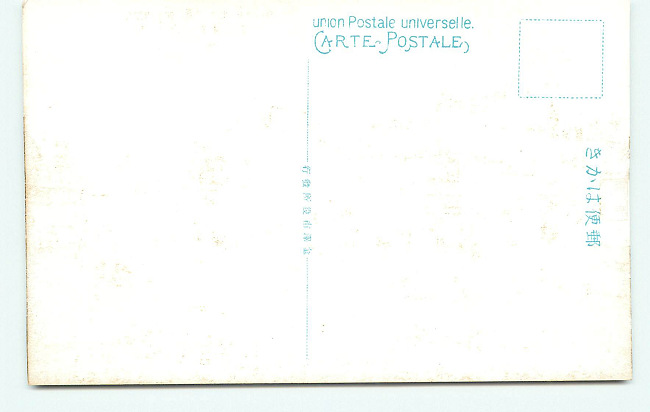 union Postale universelle.
CARTE POSTALE
きかは便郵